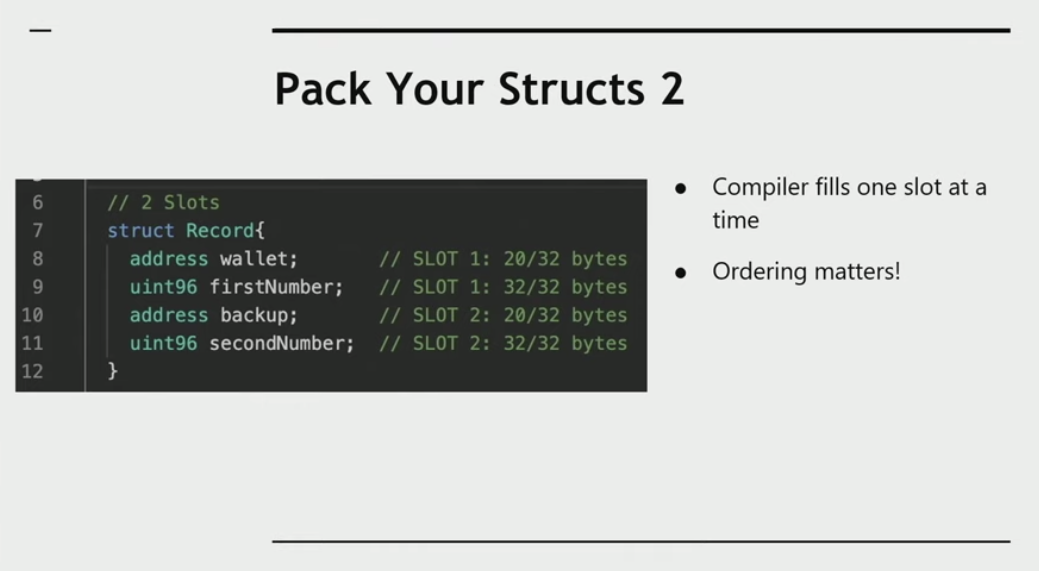 Pack Your Structs 2
6 // 2 Slots
7 struct Record{
8 address wallet; // SLOT 1: 20/32 bytes
9 uint96 firstNumber; // SLOT 1: 32/32 bytes
10 address backup; // SLOT 2: 20/32 bytes
11 uint96 secondNumber; // SLOT 2: 32/32 bytes
12 }
● Compiler fills one slot at a
time
● Ordering matters!